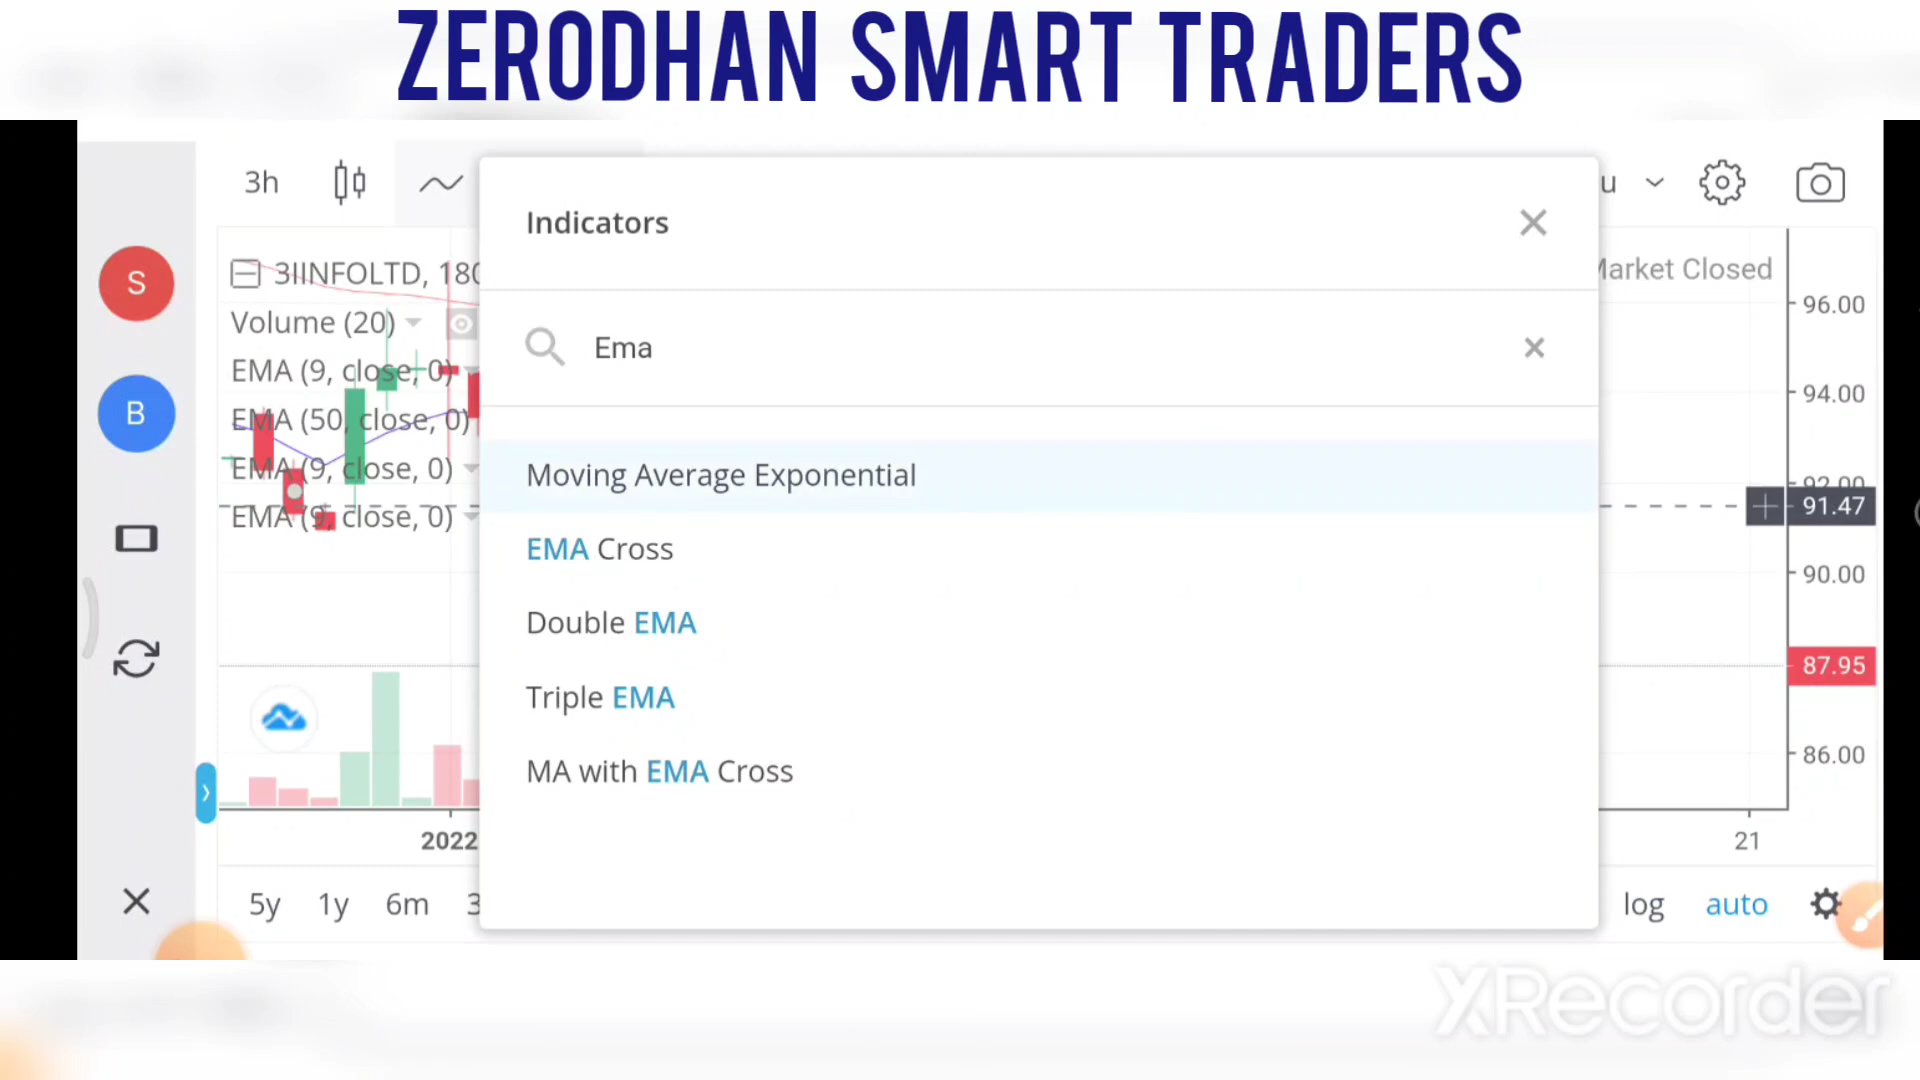 ZERODHAN SMART TRADERS
3h
u
Indicators
S
3IINFOLTD, 180
Market Closed
Volume (20)
Ema
96.00
EMA (9, close, 0)
94.00
B
EMA (50, close, 0)
EMA (9, close, 0)
Moving Average Exponential
92.00
EMA (9, close, 0)
91.47
EMA Cross
90.00
Double EMA
87.95
Triple EMA
86.00
MA with EMA Cross
2022
21
5y 1y 6m 3
log auto
XRecorder